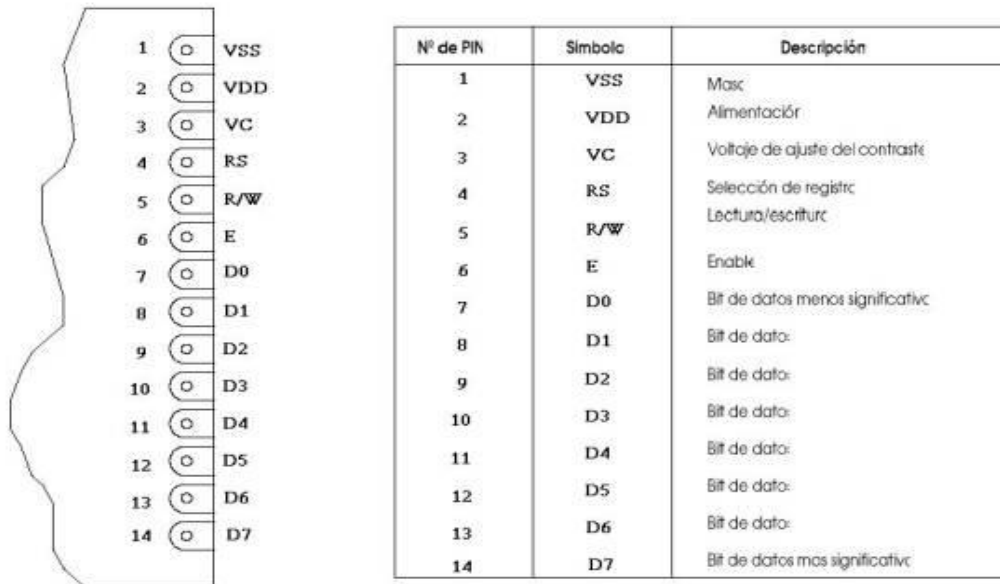 1 VSS
2 VDD
3 VC
4 RS
5 R/W
6 E
7 D0
8 D1
9 D2
10 D3
11 D4
12 D5
13 D6
14 D7
Nº de PIN Simbolo Descripción
1 VSS Masc
2 VDD Alimentaciór
3 VC Voltaje de ajuste del contraste
4 RS Selección de registrc
5 R/W Lectura/escriturc
6 E Enable
7 D0 Bit de datos menos significativc
8 D1 Bit de dato:
9 D2 Bit de dato:
10 D3 Bit de dato:
11 D4 Bit de dato:
12 D5 Bit de dato:
13 D6 Bit de dato:
14 D7 Bit de datos mas significativc